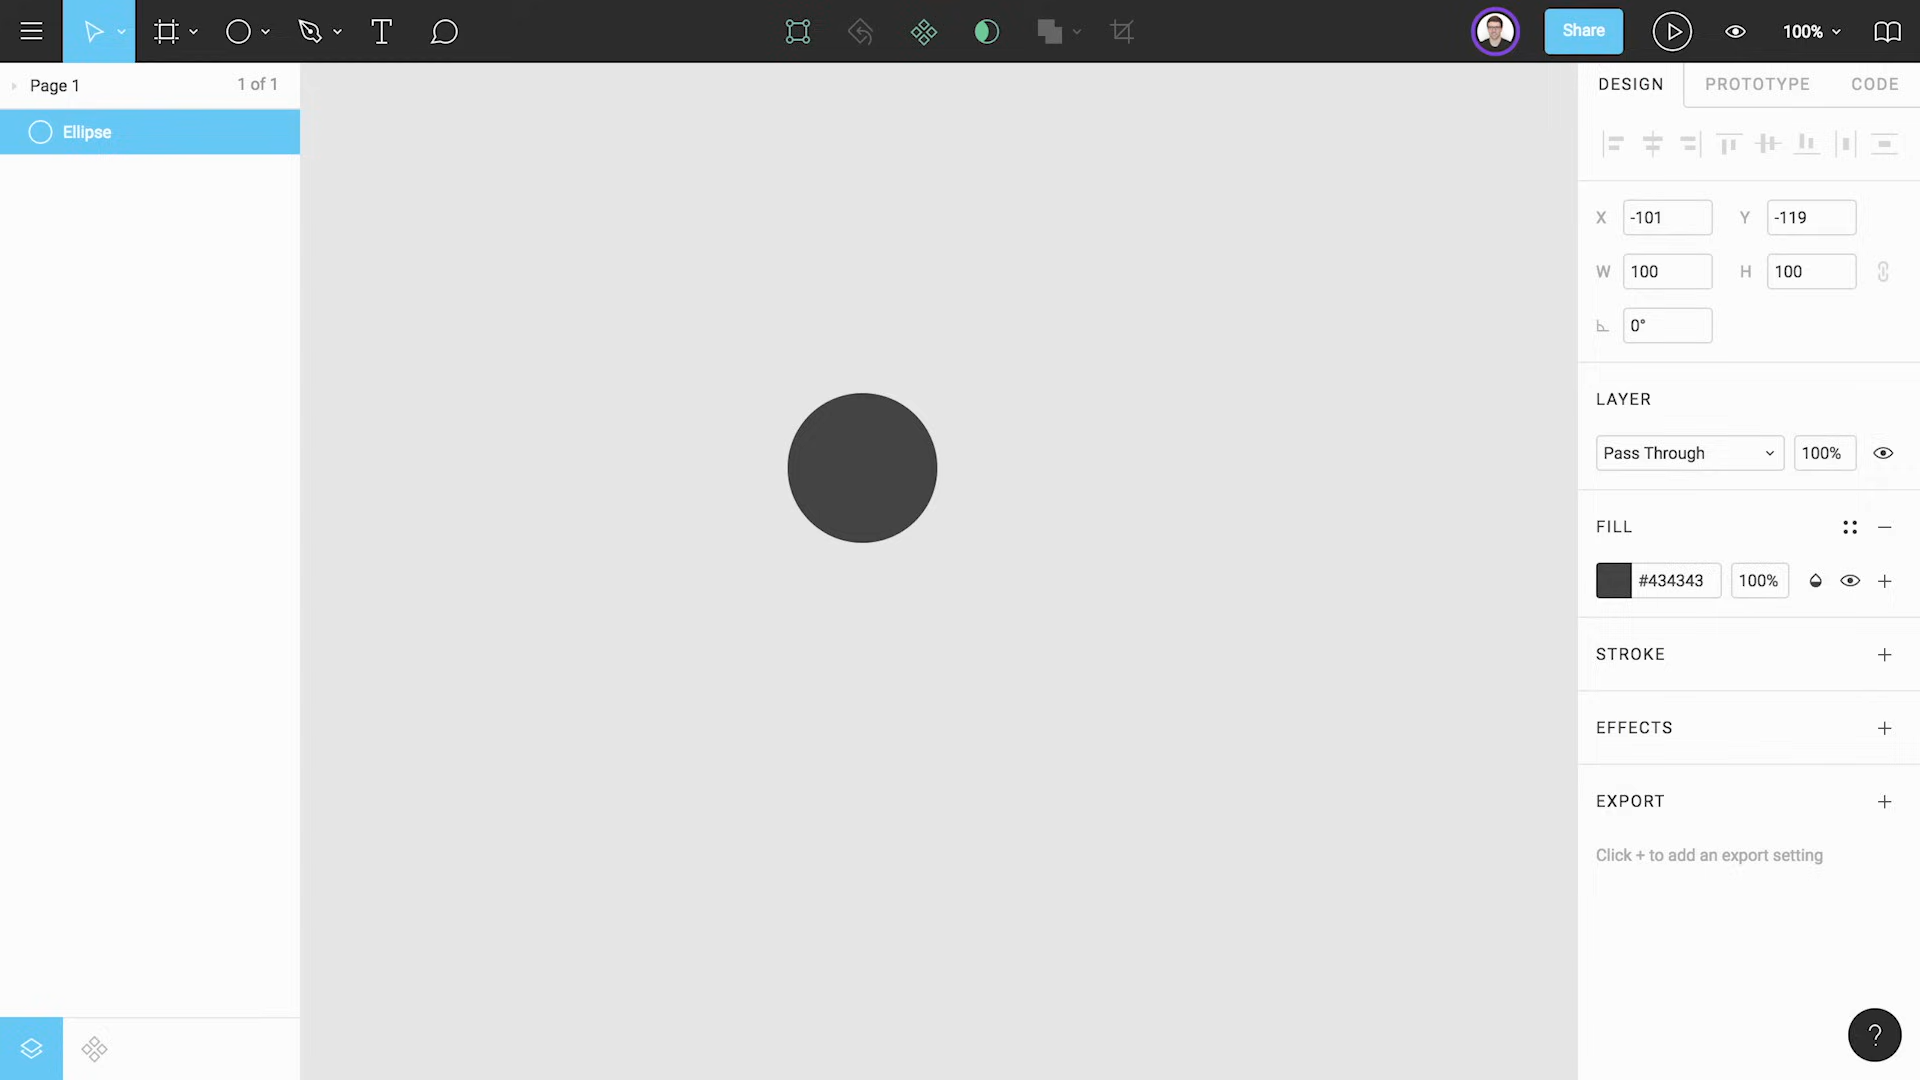 Share
100%
Page 1
1 of 1
DESIGN
PROTOTYPE
CODE
Ellipse
X
-101
Y
-119
W
100
H
100
0°
LAYER
Pass Through
100%
FILL
#434343
100%
STROKE
EFFECTS
EXPORT
Click + to add an export setting
?